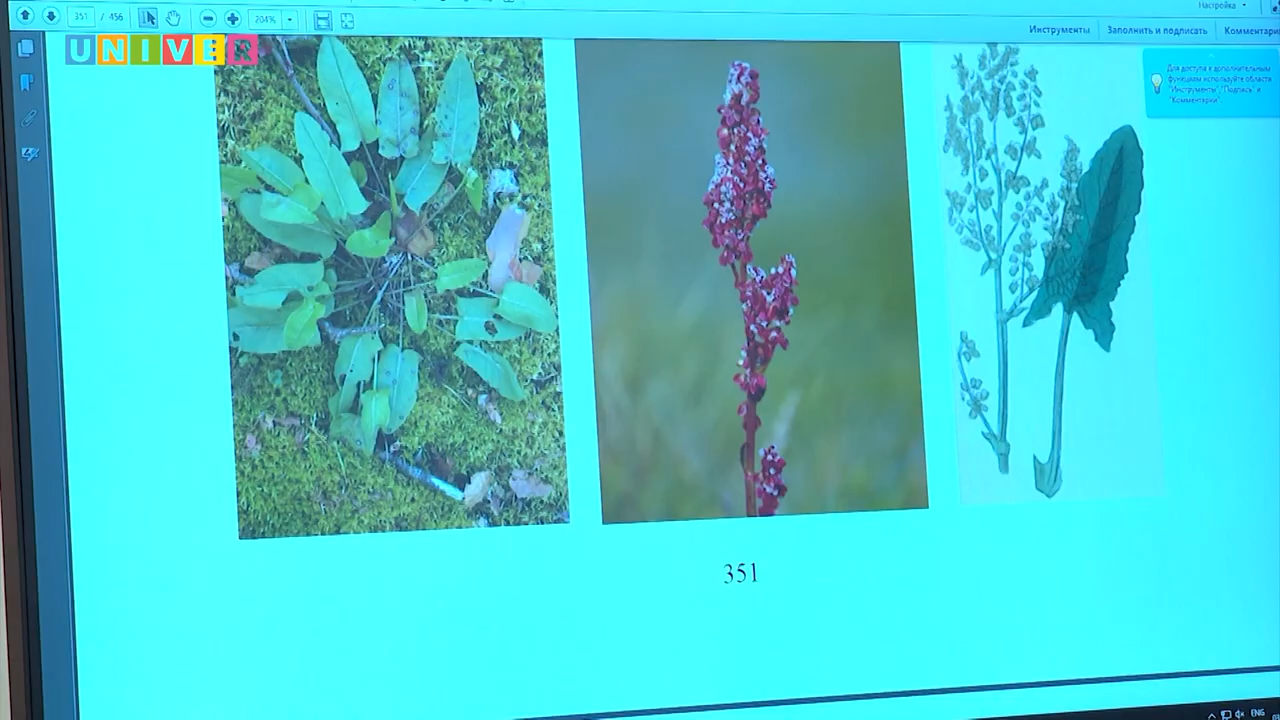 Настройка
351 / 456
204%
Инструменты
Заполнить и подписать
Комментарии
UNIVER
Для доступа к дополнительным
функциям используйте области
"Инструменты", "Подпись" и
"Комментарии".
351
ENG